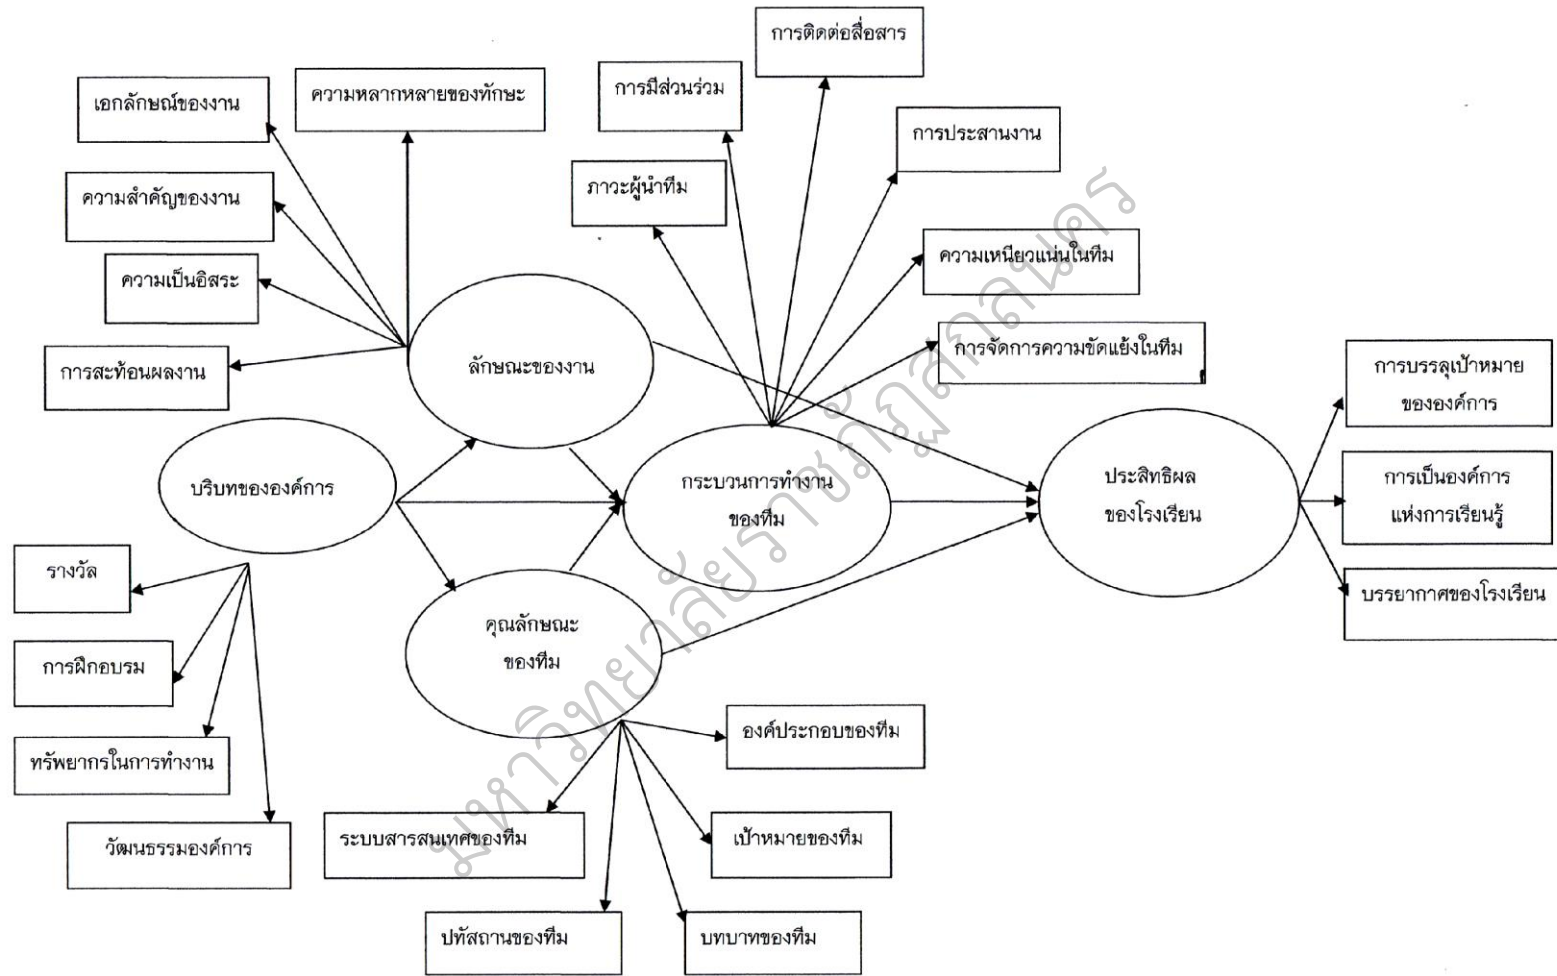 การติดต่อสื่อสาร
การมีส่วนร่วม
ความหลากหลายของทักษะ
เอกลักษณ์ของงาน
การประสานงาน
ภาวะผู้นำทีม
ความสำคัญของงาน
ความเหนียวแน่นในทีม
ความเป็นอิสระ
การจัดการความขัดแย้งในทีม
การสะท้อนผลงาน
ลักษณะของงาน
การบรรลุเป้าหมาย
ขององค์การ
บริบทขององค์การ
กระบวนการทำงาน
ของทีม
ประสิทธิผล
ของโรงเรียน
การเป็นองค์การ
แห่งการเรียนรู้
รางวัล
บรรยากาศของโรงเรียน
คุณลักษณะ
ของทีม
การฝึกอบรม
องค์ประกอบของทีม
ทรัพยากรในการทำงาน
ระบบสารสนเทศของทีม
เป้าหมายของทีม
วัฒนธรรมองค์การ
ปทัสถานของทีม
บทบาทของทีม
มหาวิทยาลัยราชภัฏสกลนคร